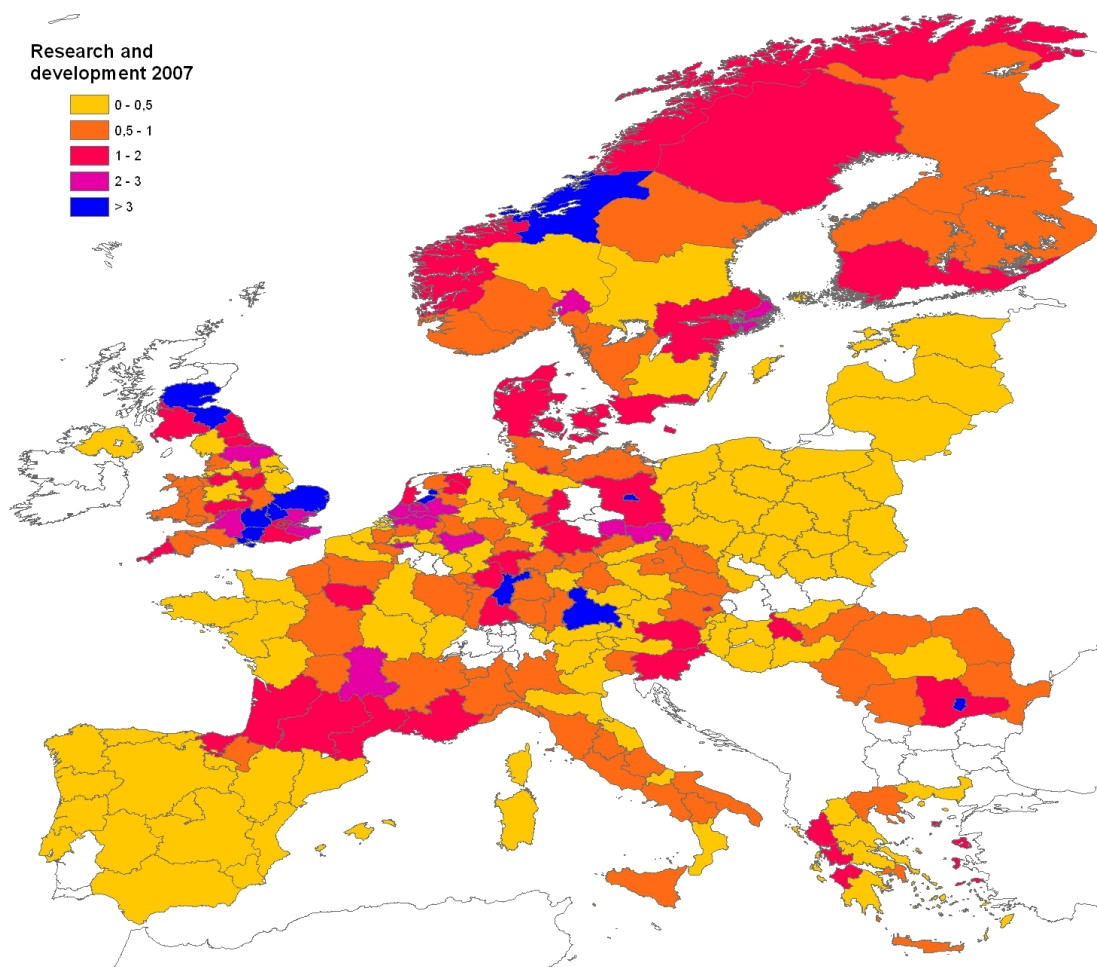 Research and
development 2007
0 - 0,5
0,5 - 1
1 - 2
2 - 3
> 3